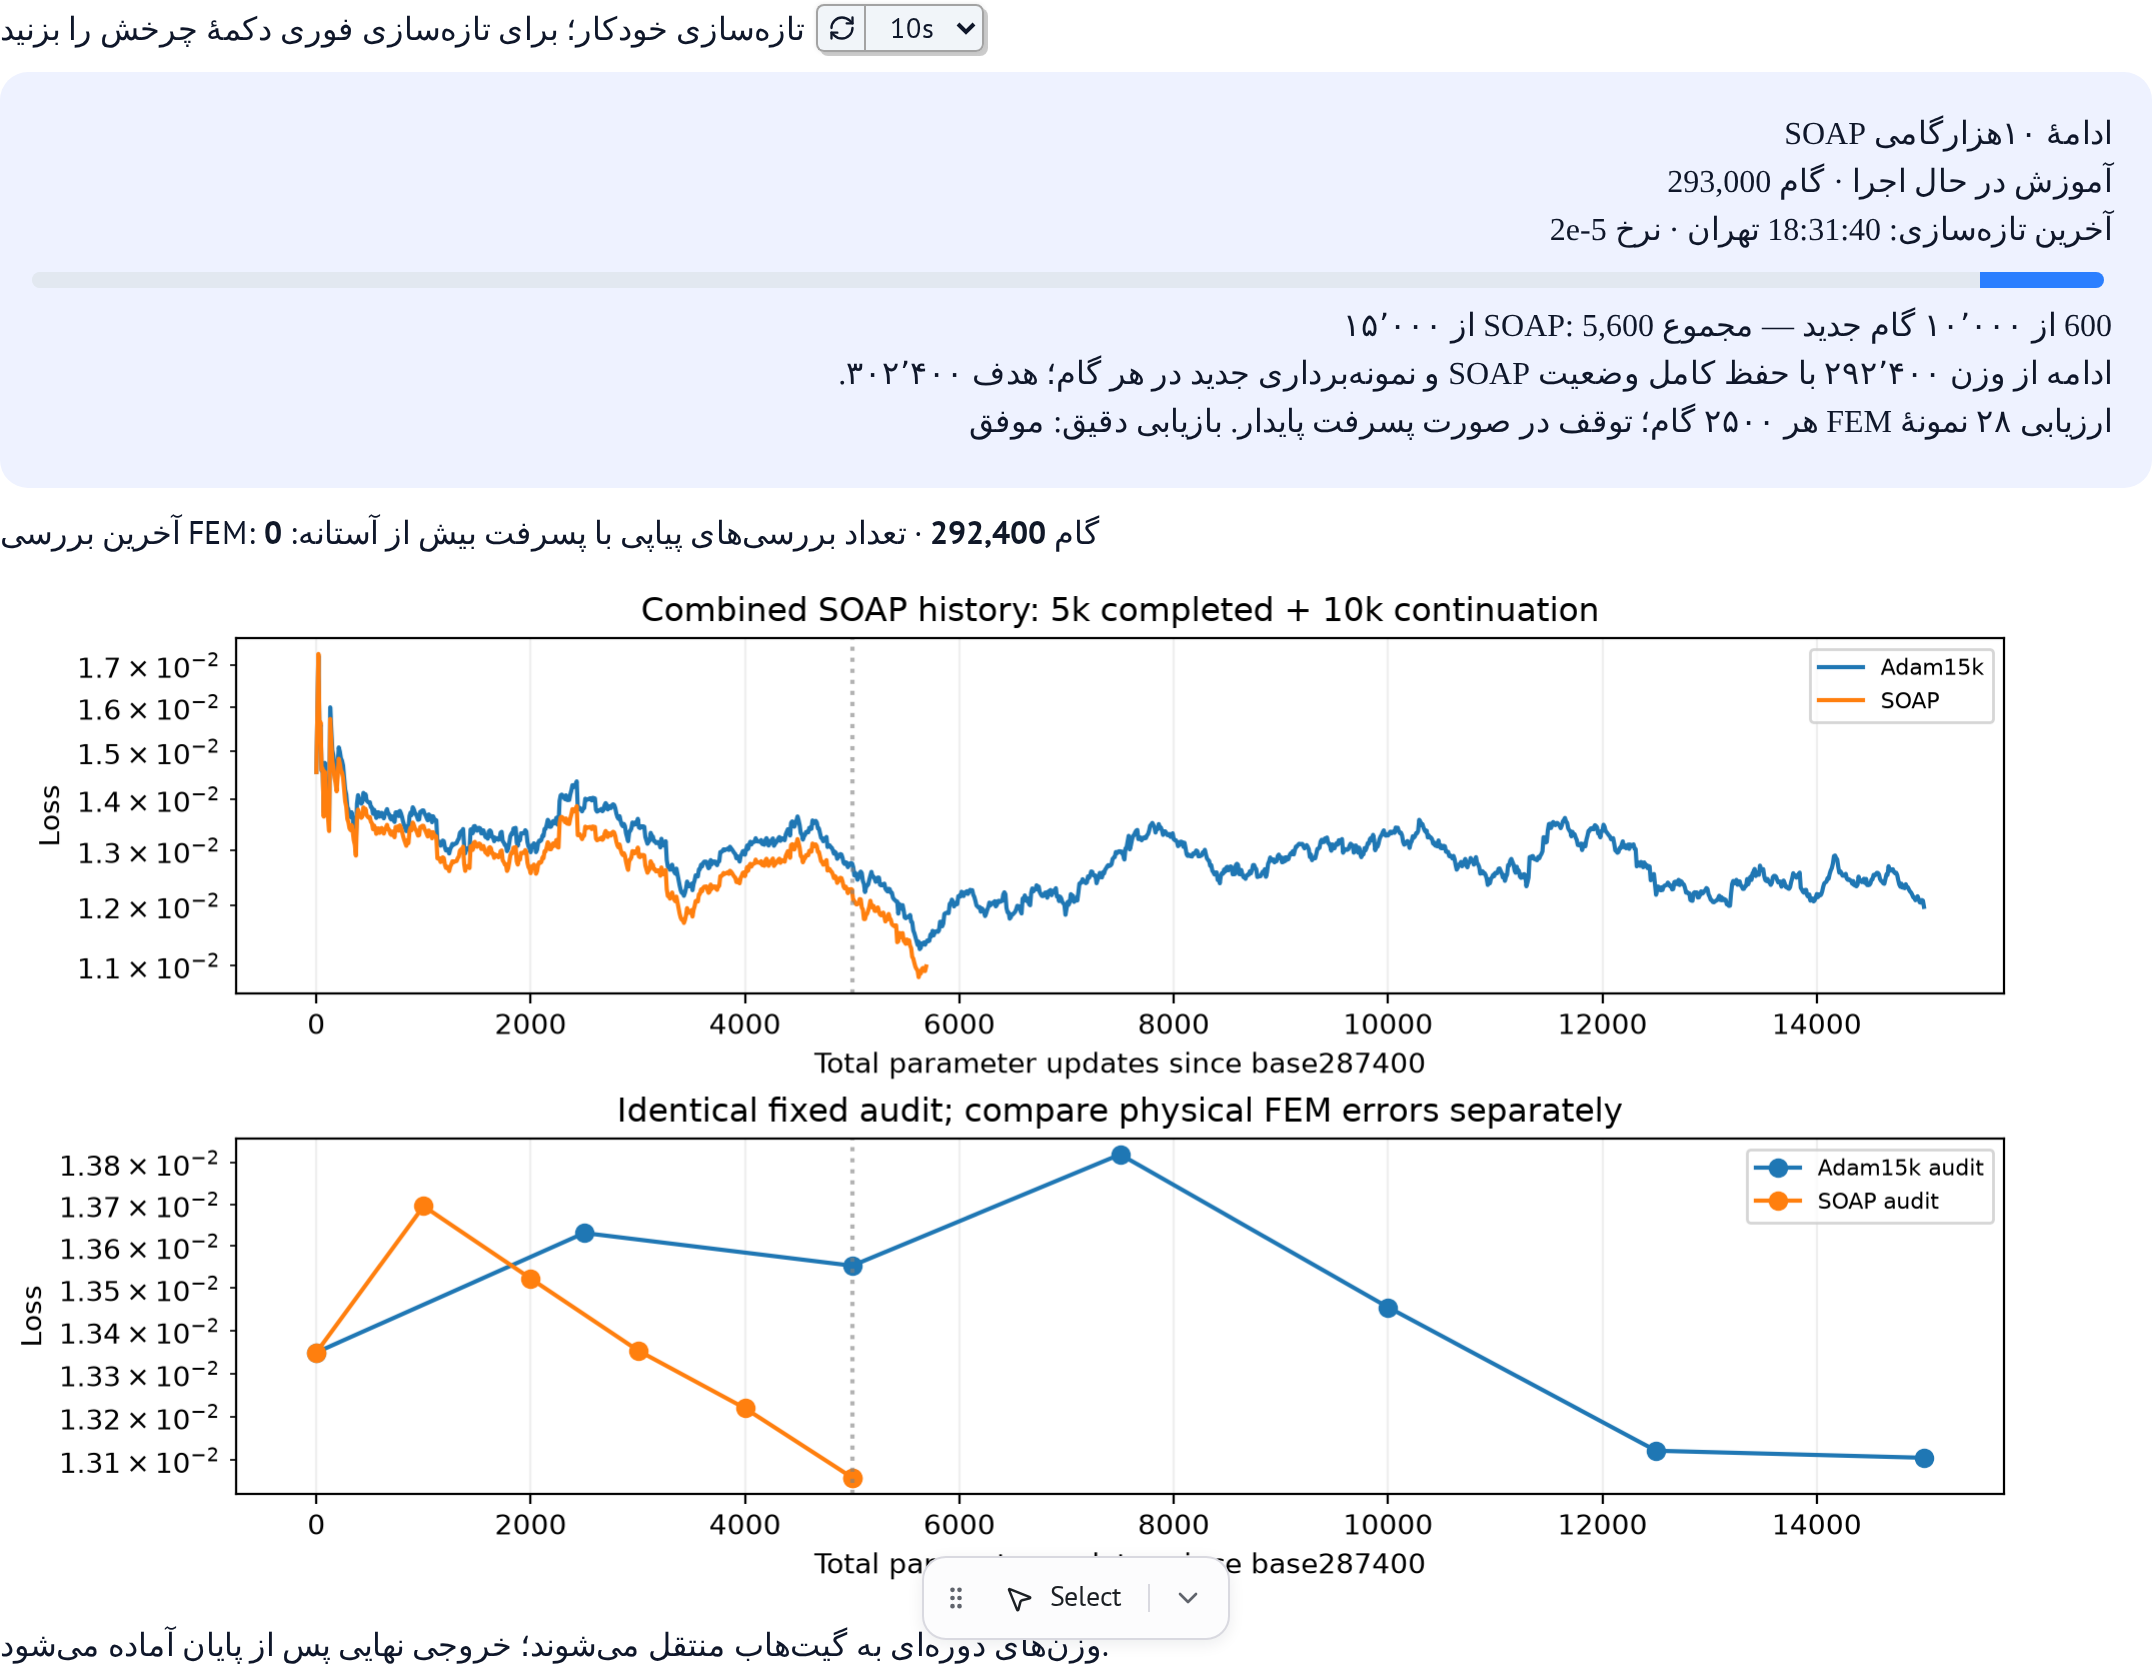 تازه‌سازی خودکار؛ برای تازه‌سازی فوری دکمهٔ چرخش را بزنید
10s
ادامهٔ ۱۰هزارگامی SOAP
آموزش در حال اجرا · گام 293,000
آخرین تازه‌سازی: 18:31:40 تهران · نرخ 2e-5
600 از ۱۰٬۰۰۰ گام جدید — مجموع SOAP: 5,600 از ۱۵٬۰۰۰
ادامه از وزن ۲۹۲٬۴۰۰ با حفظ کامل وضعیت SOAP و نمونه‌برداری جدید در هر گام؛ هدف ۳۰۲٬۴۰۰.
ارزیابی ۲۸ نمونهٔ FEM هر ۲۵۰۰ گام؛ توقف در صورت پسرفت پایدار. بازیابی دقیق: موفق
آخرین بررسی FEM: گام 292,400 · تعداد بررسی‌های پیاپی با پسرفت بیش از آستانه: 0
Combined SOAP history: 5k completed + 10k continuation
Loss
1.7 × 10⁻²
1.6 × 10⁻²
1.5 × 10⁻²
1.4 × 10⁻²
1.3 × 10⁻²
1.2 × 10⁻²
1.1 × 10⁻²
Adam15k
SOAP
0 2000 4000 6000 8000 10000 12000 14000
Total parameter updates since base287400
Identical fixed audit; compare physical FEM errors separately
Loss
1.38 × 10⁻²
1.37 × 10⁻²
1.36 × 10⁻²
1.35 × 10⁻²
1.34 × 10⁻²
1.33 × 10⁻²
1.32 × 10⁻²
1.31 × 10⁻²
Adam15k audit
SOAP audit
0 2000 4000 6000 8000 10000 12000 14000
Total base287400
Select
وزن‌های دوره‌ای به گیت‌هاب منتقل می‌شوند؛ خروجی نهایی پس از پایان آماده می‌شود.